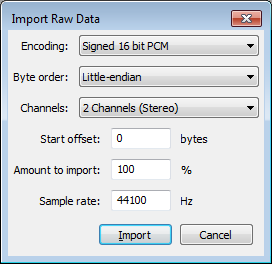 Import Raw Data
Encoding: Signed 16 bit PCM
Byte order: Little-endian
Channels: 2 Channels (Stereo)
Start offset: 0 bytes
Amount to import: 100 %
Sample rate: 44100 Hz
Import Cancel